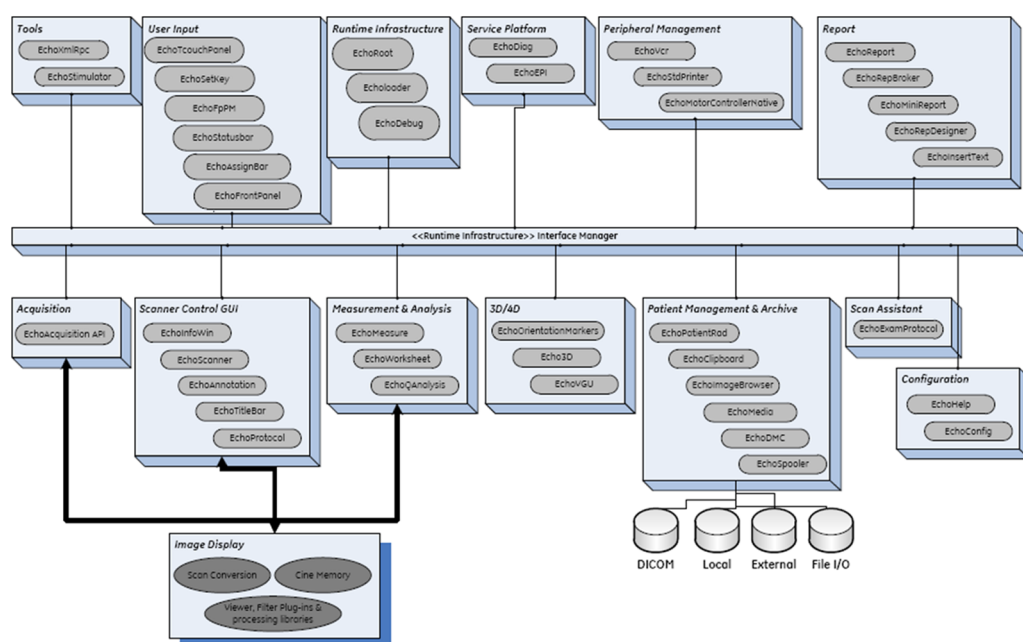 Tools
EchoXmlRpc
EchoStimulator
User Input
EchoTcouchPanel
EchoSetKey
EchoFpPM
EchoStatusbar
EchoAssignBar
EchoFrontPanel
Runtime Infrastructure
EchoRoot
Echoloader
EchoDebug
Service Platform
EchoDiag
EchoEPI
Peripheral Management
EchoVcr
EchoStdPrinter
EchoMotorControllerNative
Report
EchoReport
EchoRepBroker
EchoMiniReport
EchoRepDesigner
EchoInsertText
<<Runtime Infrastructure>> Interface Manager
Acquisition
EchoAcquisition API
Scanner Control GUI
EchoInfoWin
EchoScanner
EchoAnnotation
EchoTitleBar
EchoProtocol
Measurement & Analysis
EchoMeasure
EchoWorksheet
EchoQAnalysis
3D/4D
EchoOrientationMarkers
Echo3D
EchoVGU
Patient Management & Archive
EchoPatientRad
EchoClipboard
EchoImageBrowser
EchoMedia
EchoDMC
EchoSpooler
Scan Assistant
EchoExamProtocol
Configuration
EchoHelp
EchoConfig
DICOM
Local
External
File I/O
Image Display
Scan Conversion
Cine Memory
Viewer, Filter Plug-ins &
processing libraries